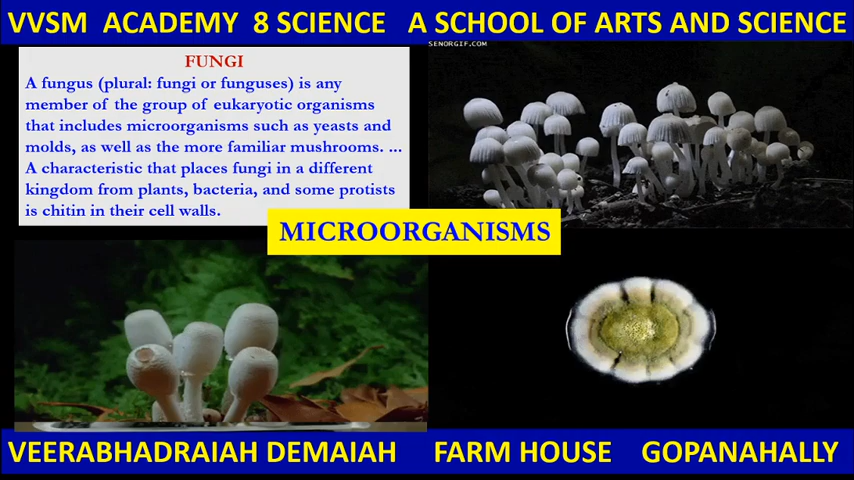 VVSM ACADEMY 8 SCIENCE A SCHOOL OF ARTS AND SCIENCE
SENORGIF.COM
FUNGI
A fungus (plural: fungi or funguses) is any
member of the group of eukaryotic organisms
that includes microorganisms such as yeasts and
molds, as well as the more familiar mushrooms. ...
A characteristic that places fungi in a different
kingdom from plants, bacteria, and some protists
is chitin in their cell walls.
MICROORGANISMS
VEERABHADRAIAH DEMAIAH FARM HOUSE GOPANAHALLY